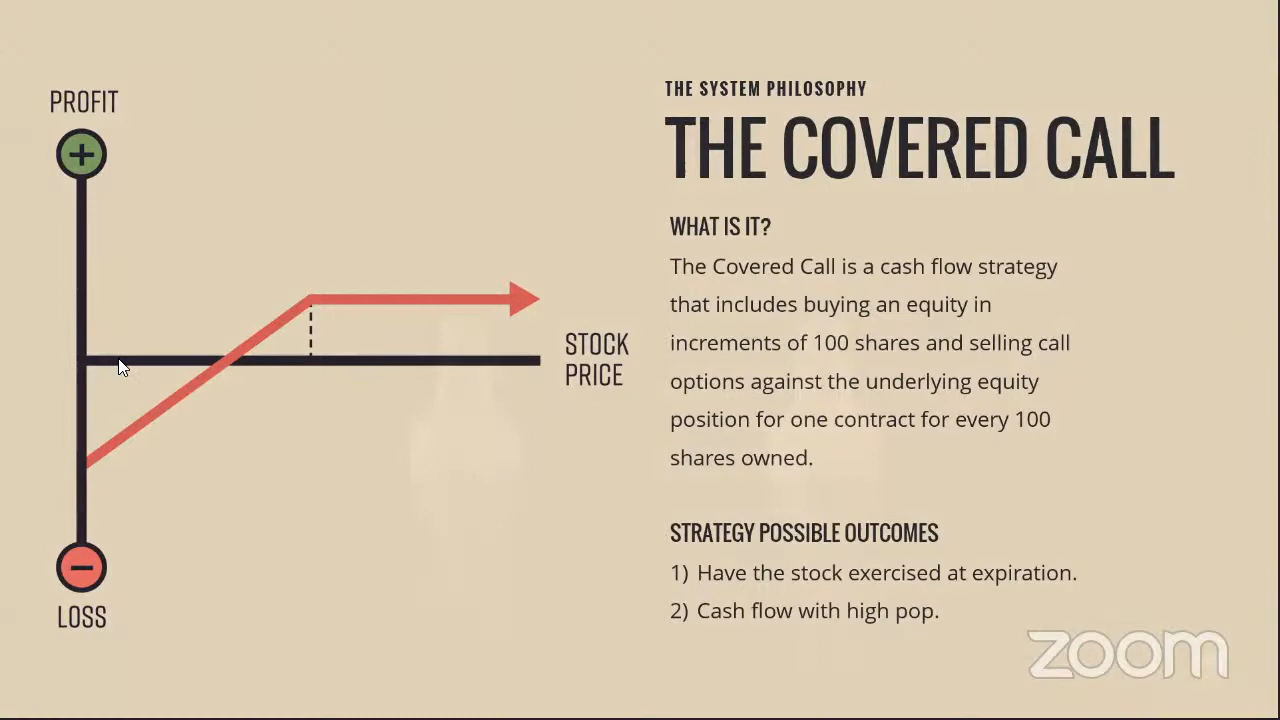 PROFIT
+
STOCK
PRICE
−
LOSS
THE SYSTEM PHILOSOPHY
THE COVERED CALL
WHAT IS IT?
The Covered Call is a cash flow strategy
that includes buying an equity in
increments of 100 shares and selling call
options against the underlying equity
position for one contract for every 100
shares owned.
STRATEGY POSSIBLE OUTCOMES
1) Have the stock exercised at expiration.
2) Cash flow with high pop.
zoom